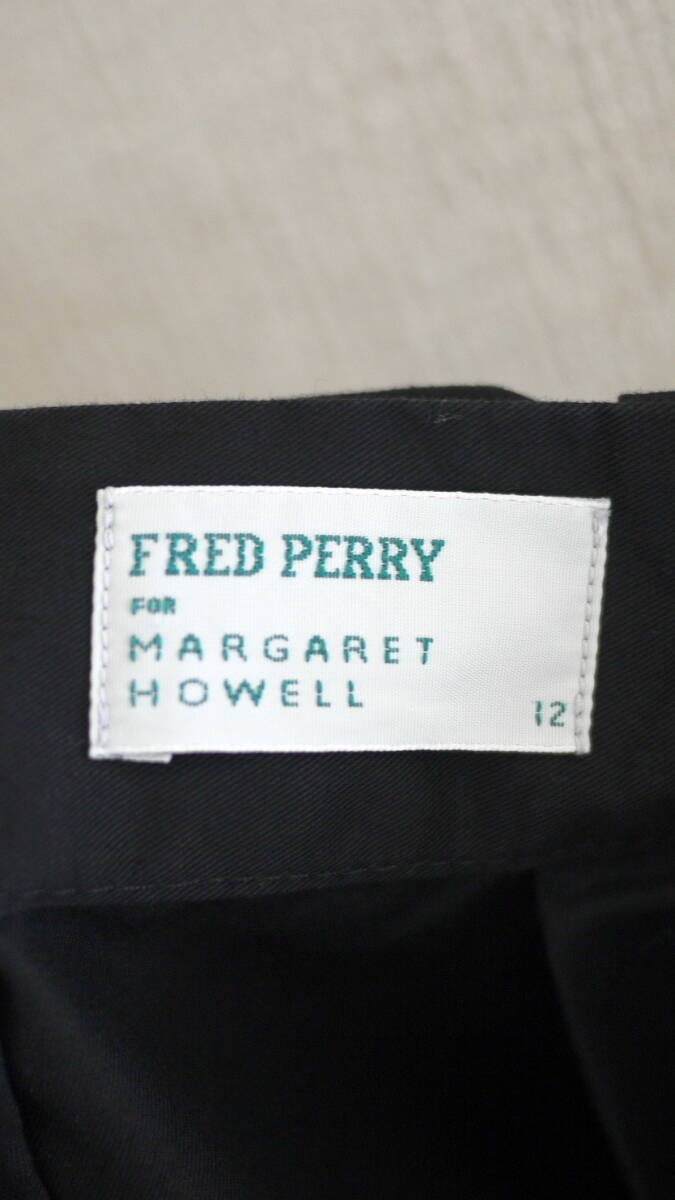 FRED PERRY
FOR
MARGARET
HOWELL
12